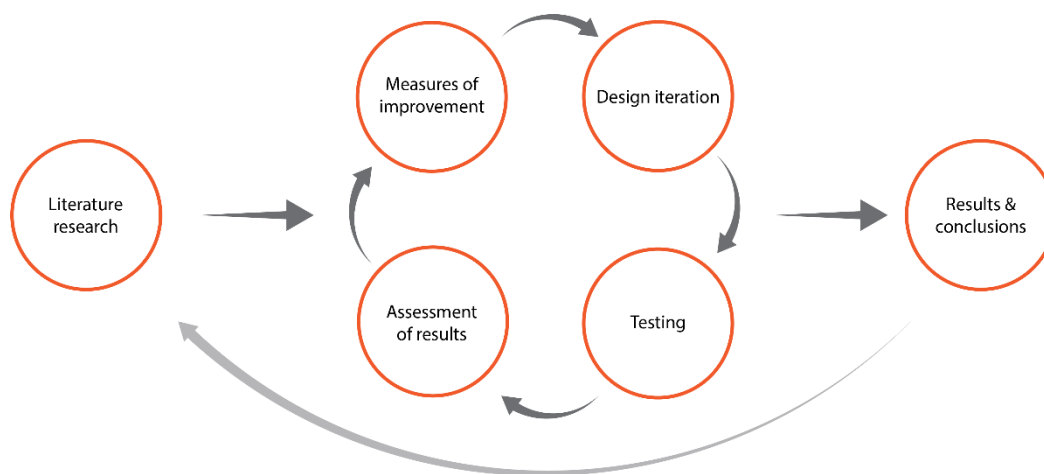 Measures of
improvement
Design iteration
Literature
research
Results &
conclusions
Assessment
of results
Testing